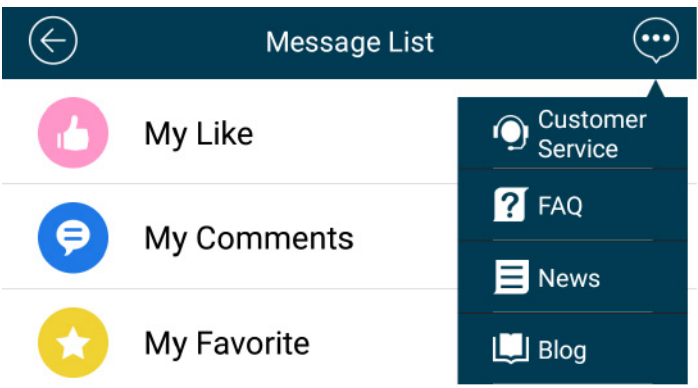 Message List
My Like
My Comments
My Favorite
Customer
Service
FAQ
News
Blog